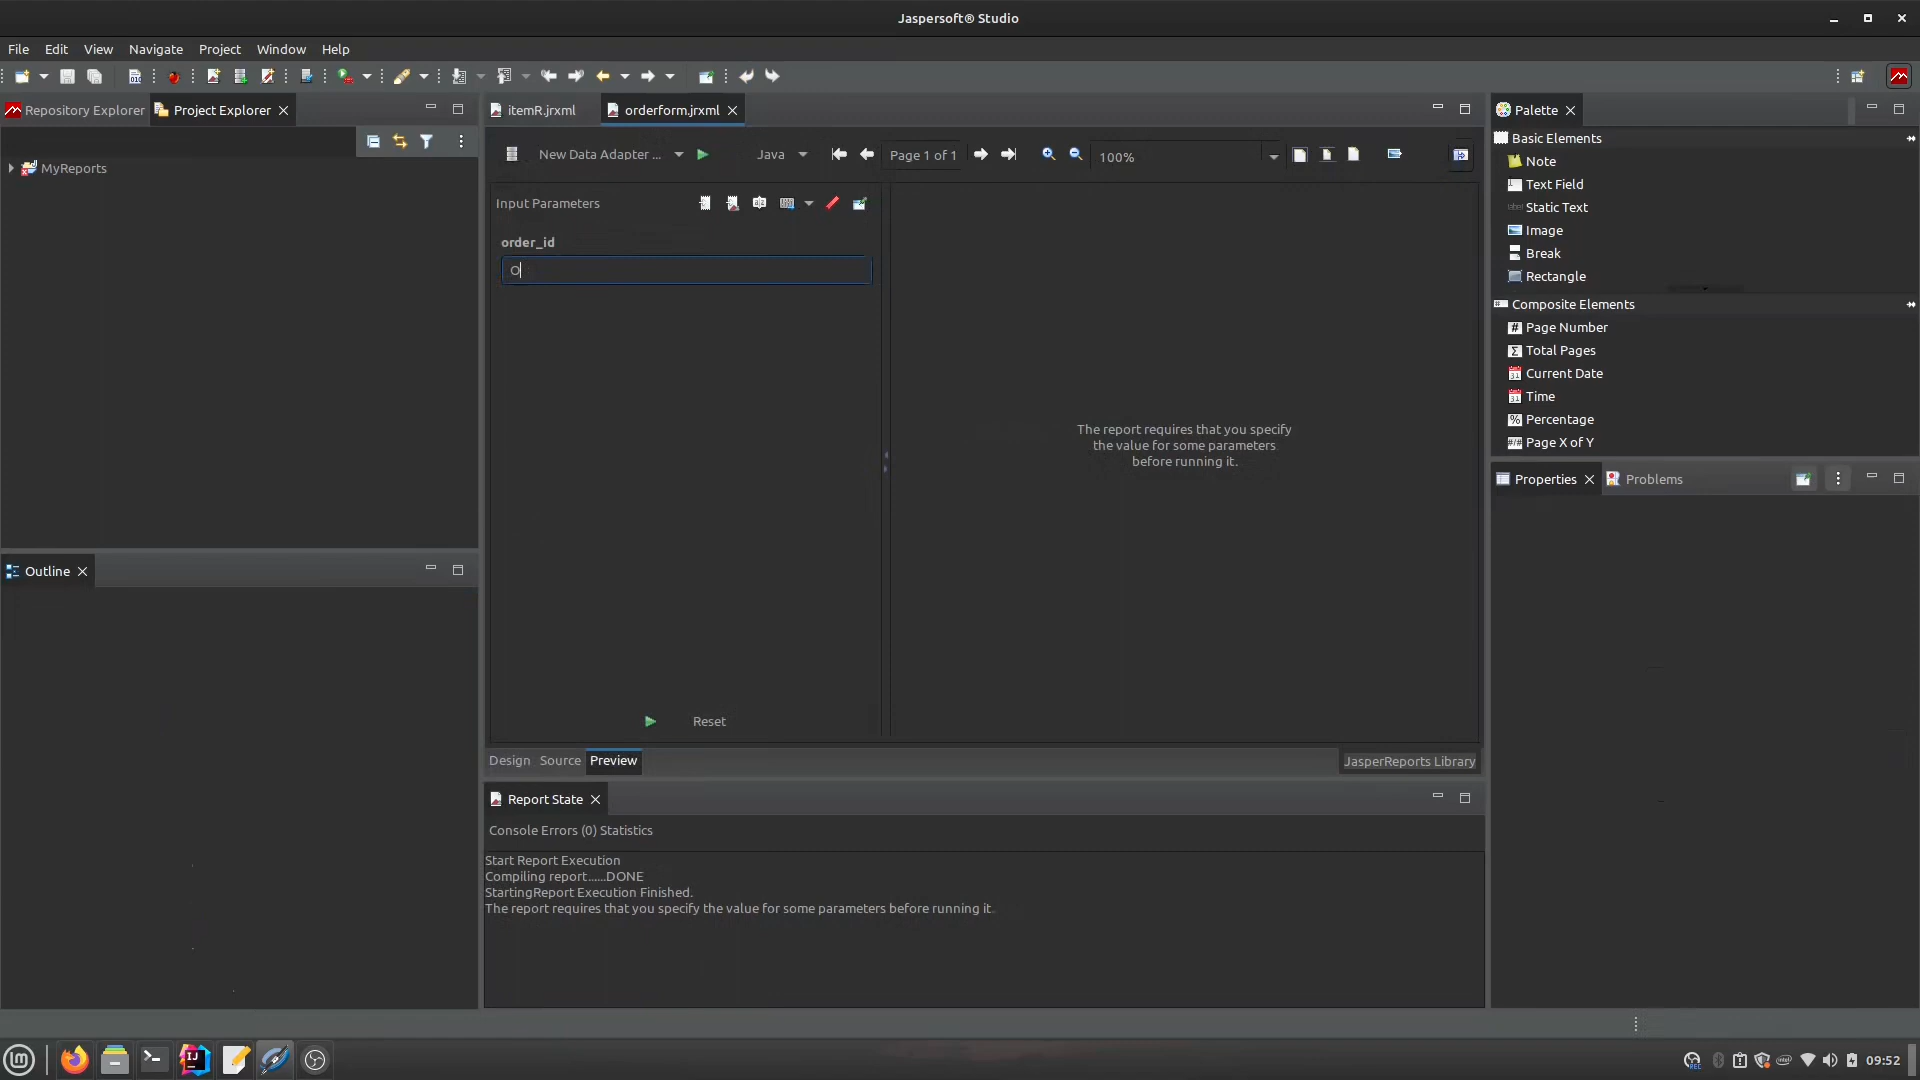 Jaspersoft® Studio
File Edit View Navigate Project Window Help
Repository Explorer
Project Explorer
MyReports
Outline
itemR.jrxml
orderform.jrxml
New Data Adapter ...
Java
Page 1 of 1
100%
Input Parameters
order_id
O
The report requires that you specify
the value for some parameters
before running it.
Reset
Design Source Preview
JasperReports Library
Report State
Console Errors (0) Statistics
Start Report Execution
Compiling report......DONE
StartingReport Execution Finished.
The report requires that you specify the value for some parameters before running it.
Palette
Basic Elements
Note
Text Field
Static Text
Image
Break
Rectangle
Composite Elements
Page Number
Total Pages
Current Date
Time
Percentage
Page X of Y
Properties
Problems
09:52